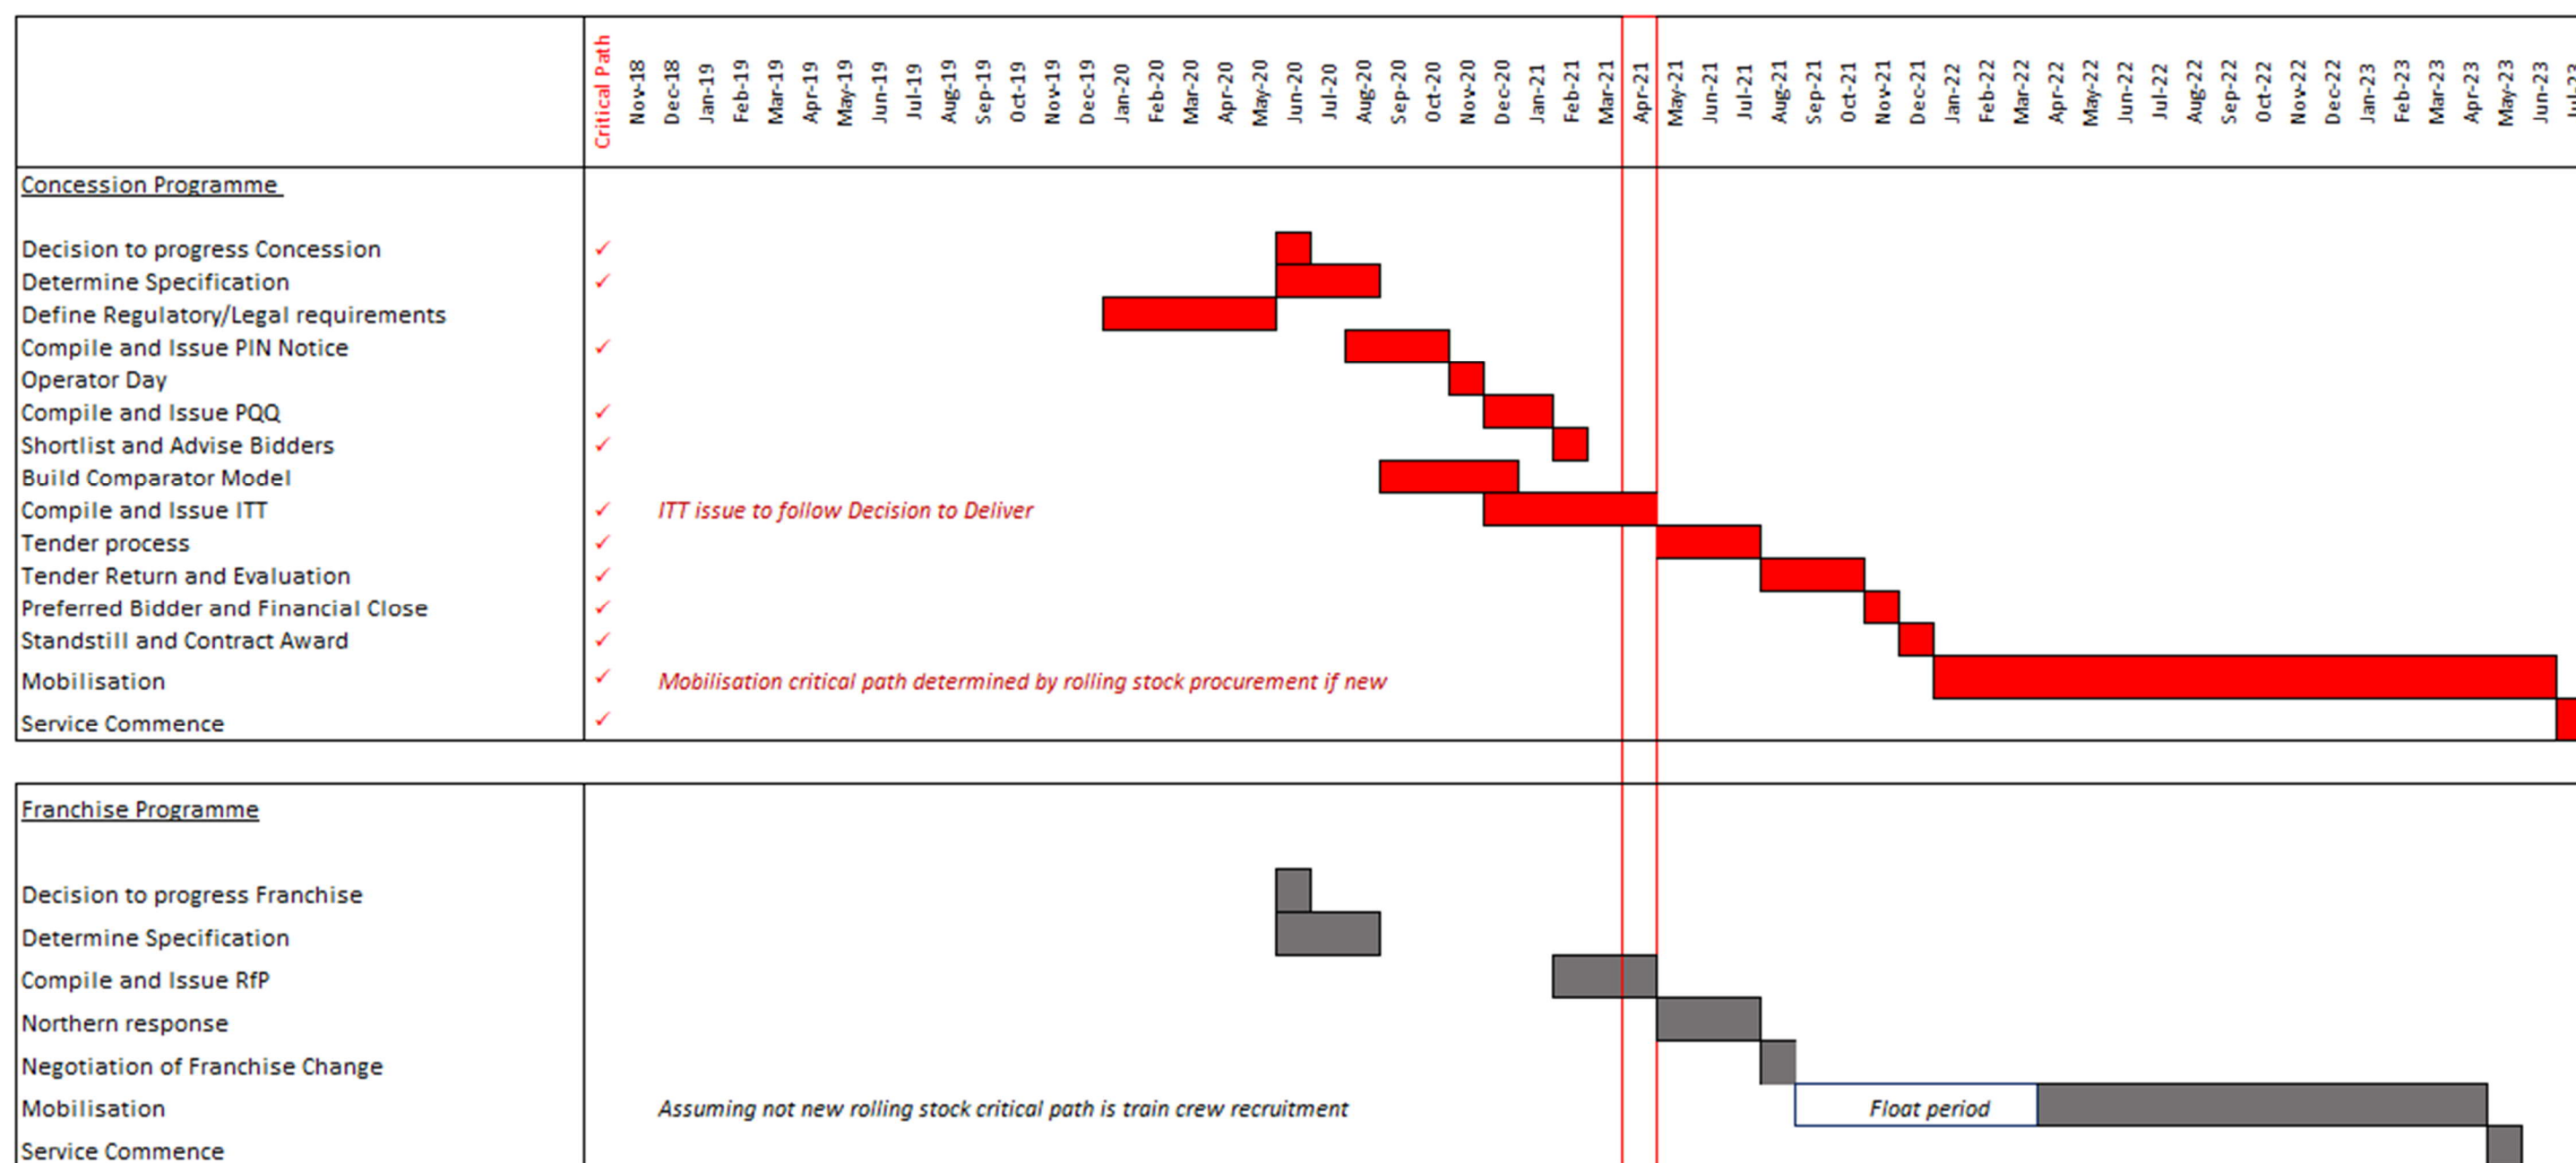 Critical Path Nov-18 Dec-18 Jan-19 Feb-19 Mar-19 Apr-19 May-19 Jun-19 Jul-19 Aug-19 Sep-19 Oct-19 Nov-19 Dec-19 Jan-20 Feb-20 Mar-20 Apr-20 May-20 Jun-20 Jul-20 Aug-20 Sep-20 Oct-20 Nov-20 Dec-20 Jan-21 Feb-21 Mar-21 Apr-21 May-21 Jun-21 Jul-21 Aug-21 Sep-21 Oct-21 Nov-21 Dec-21 Jan-22 Feb-22 Mar-22 Apr-22 May-22 Jun-22 Jul-22 Aug-22 Sep-22 Oct-22 Nov-22 Dec-22 Jan-23 Feb-23 Mar-23 Apr-23 May-23 Jun-23
Concession Programme
Decision to progress Concession ✓
Determine Specification ✓
Define Regulatory/Legal requirements
Compile and Issue PIN Notice ✓
Operator Day
Compile and Issue PQQ ✓
Shortlist and Advise Bidders ✓
Build Comparator Model
Compile and Issue ITT ✓ ITT issue to follow Decision to Deliver
Tender process ✓
Tender Return and Evaluation ✓
Preferred Bidder and Financial Close ✓
Standstill and Contract Award ✓
Mobilisation ✓ Mobilisation critical path determined by rolling stock procurement if new
Service Commence ✓
Franchise Programme
Decision to progress Franchise
Determine Specification
Compile and Issue RfP
Northern response
Negotiation of Franchise Change
Mobilisation Assuming not new rolling stock critical path is train crew recruitment Float period
Service Commence